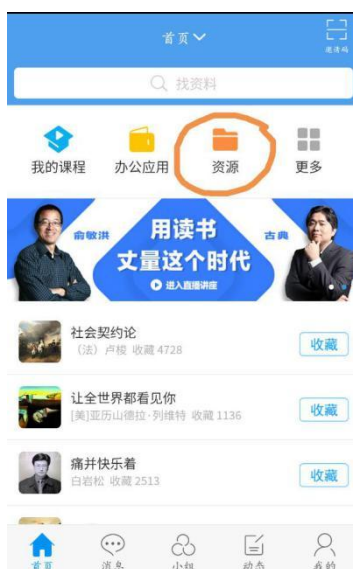 首页
邀请码
找资料
我的课程 办公应用 资源 更多
俞敏洪 用读书 古典
丈量这个时代
进入直播讲座
社会契约论
(法) 卢梭 收藏 4728
收藏
让全世界都看见你
[美]亚历山德拉·列维特 收藏 1136
收藏
痛并快乐着
白岩松 收藏 2513
收藏
首页 消息 小组 动态 我的